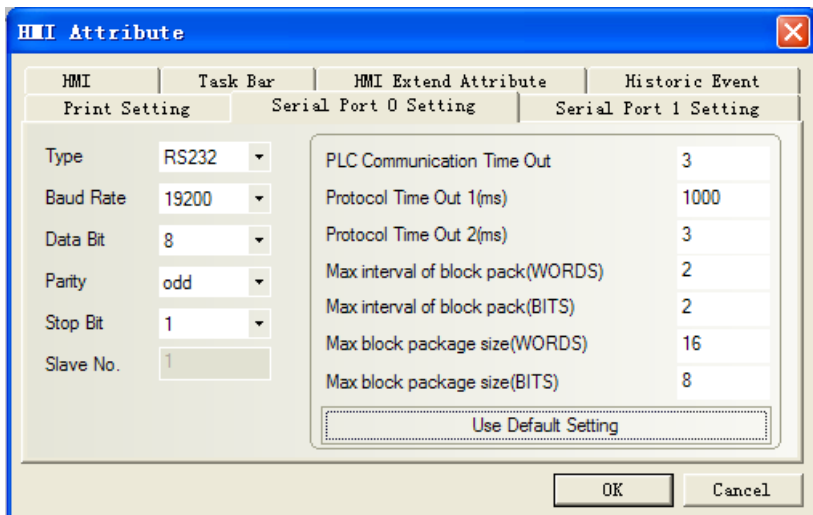 HMI Attribute
HMI
Task Bar
HMI Extend Attribute
Historic Event
Print Setting
Serial Port 0 Setting
Serial Port 1 Setting
Type RS232
Baud Rate 19200
Data Bit 8
Parity odd
Stop Bit 1
Slave No. 1
PLC Communication Time Out 3
Protocol Time Out 1(ms) 1000
Protocol Time Out 2(ms) 3
Max interval of block pack(WORDS) 2
Max interval of block pack(BITS) 2
Max block package size(WORDS) 16
Max block package size(BITS) 8
Use Default Setting
OK
Cancel